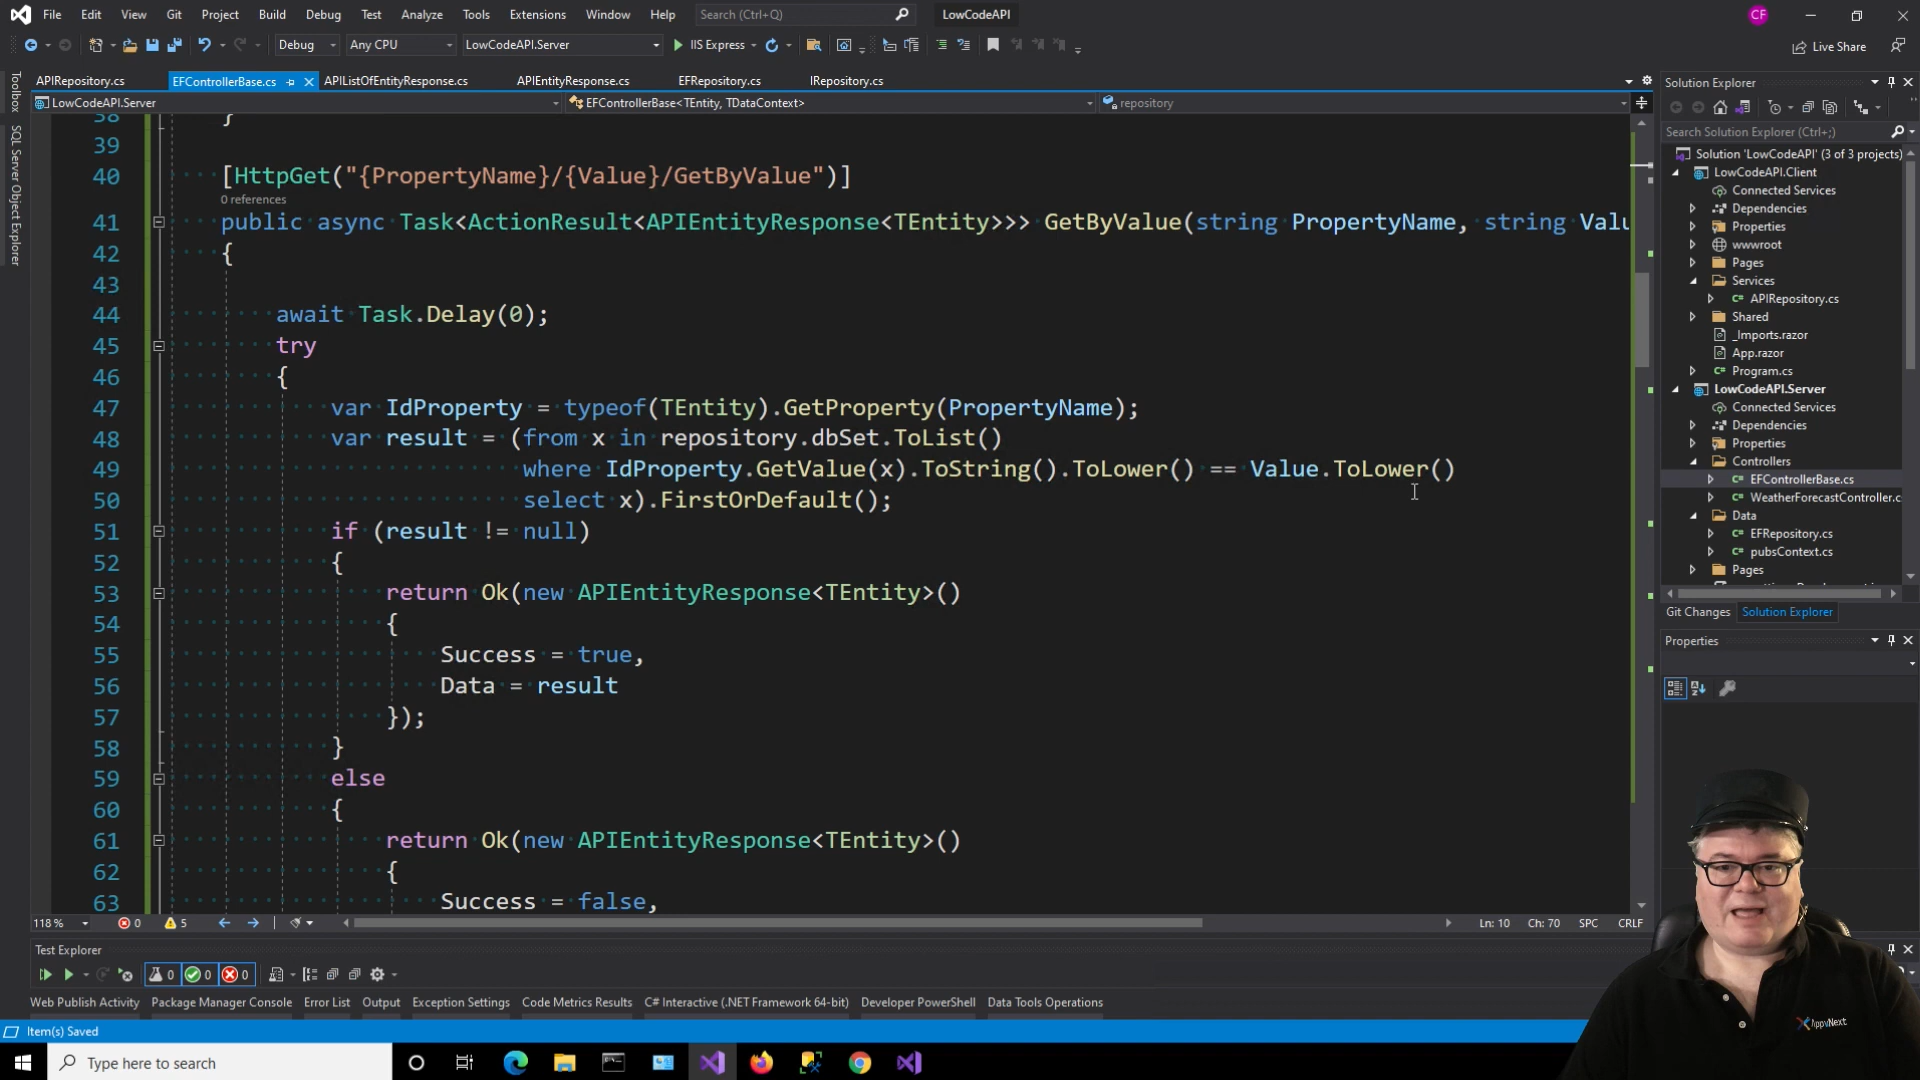 File Edit View Git Project Build Debug Test Analyze Tools Extensions Window Help Search (Ctrl+Q) LowCodeAPI CF
Debug Any CPU LowCodeAPI.Server IIS Express Live Share
Toolbox
SQL Server Object Explorer
APIRepository.cs EFControllerBase.cs APIListOfEntityResponse.cs APIEntityResponse.cs EFRepository.cs IRepository.cs
LowCodeAPI.Server EFControllerBase<TEntity, TDataContext> repository
38 }
39
40 [HttpGet("{PropertyName}/{Value}/GetByValue")]
0 references
41 public async Task<ActionResult<APIEntityResponse<TEntity>>> GetByValue(string PropertyName, string Valu
42 {
43
44 await Task.Delay(0);
45 try
46 {
47 var IdProperty = typeof(TEntity).GetProperty(PropertyName);
48 var result = (from x in repository.dbSet.ToList()
49 where IdProperty.GetValue(x).ToString().ToLower() == Value.ToLower()
50 select x).FirstOrDefault();
51 if (result != null)
52 {
53 return Ok(new APIEntityResponse<TEntity>()
54 {
55 Success = true,
56 Data = result
57 });
58 }
59 else
60 {
61 return Ok(new APIEntityResponse<TEntity>()
62 {
63 Success = false,
118 % 0 5 Ln: 10 Ch: 70 SPC CRLF
Solution Explorer
Search Solution Explorer (Ctrl+;)
Solution 'LowCodeAPI' (3 of 3 projects)
LowCodeAPI.Client
Connected Services
Dependencies
Properties
wwwroot
Pages
Services
APIRepository.cs
Shared
_Imports.razor
App.razor
Program.cs
LowCodeAPI.Server
Connected Services
Dependencies
Properties
Controllers
EFControllerBase.cs
WeatherForecastController.c
Data
EFRepository.cs
pubsContext.cs
Pages
Git Changes Solution Explorer
Properties
Test Explorer
0 0 0
Web Publish Activity Package Manager Console Error List Output Exception Settings Code Metrics Results C# Interactive (.NET Framework 64-bit) Developer PowerShell Data Tools Operations
Item(s) Saved
Type here to search
AppvNext